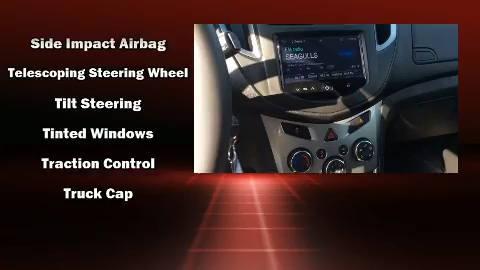 Side Impact Airbag
Telescoping Steering Wheel
Tilt Steering
Tinted Windows
Traction Control
Truck Cap
SEAGULLS